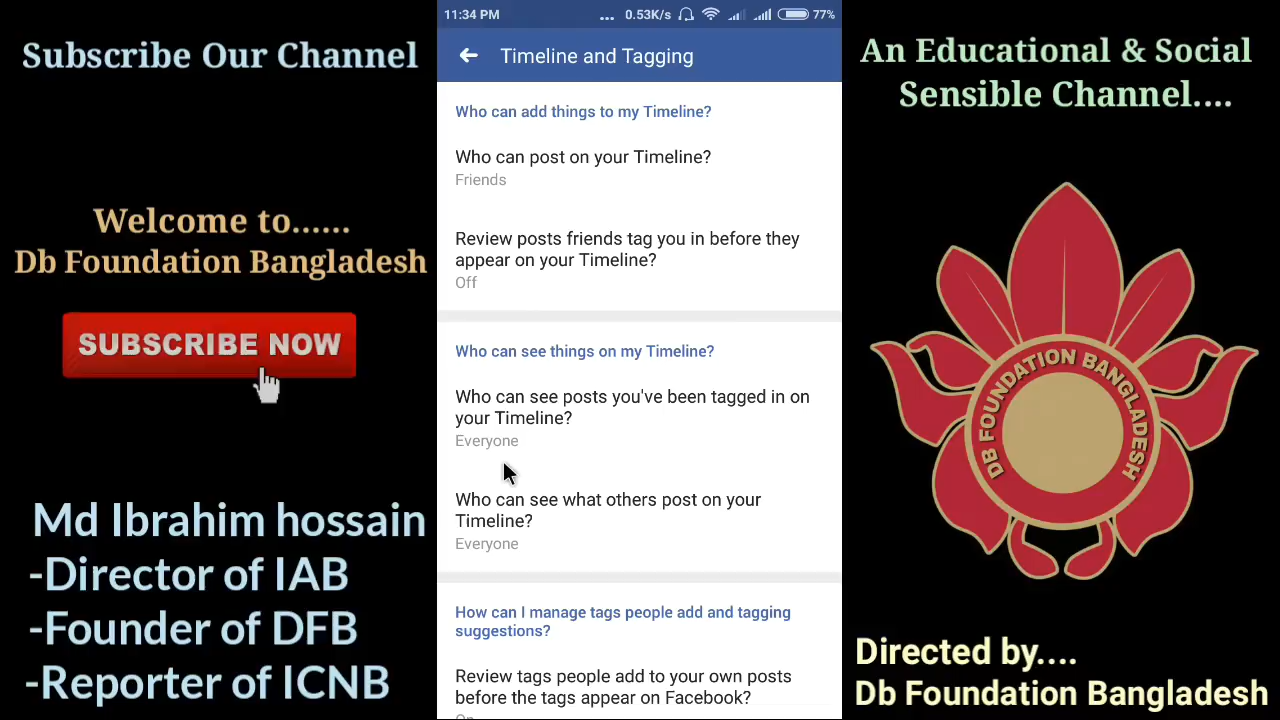 Subscribe Our Channel
Welcome to......
Db Foundation Bangladesh
SUBSCRIBE NOW
Md Ibrahim hossain
-Director of IAB
-Founder of DFB
-Reporter of ICNB
11:34 PM ... 0.53K/s 77%
Timeline and Tagging
Who can add things to my Timeline?
Who can post on your Timeline?
Friends
Review posts friends tag you in before they
appear on your Timeline?
Off
Who can see things on my Timeline?
Who can see posts you've been tagged in on
your Timeline?
Everyone
Who can see what others post on your
Timeline?
Everyone
How can I manage tags people add and tagging
suggestions?
Review tags people add to your own posts
before the tags appear on Facebook?
An Educational & Social
Sensible Channel....
DB FOUNDATION BANGLADESH
Directed by....
Db Foundation Bangladesh